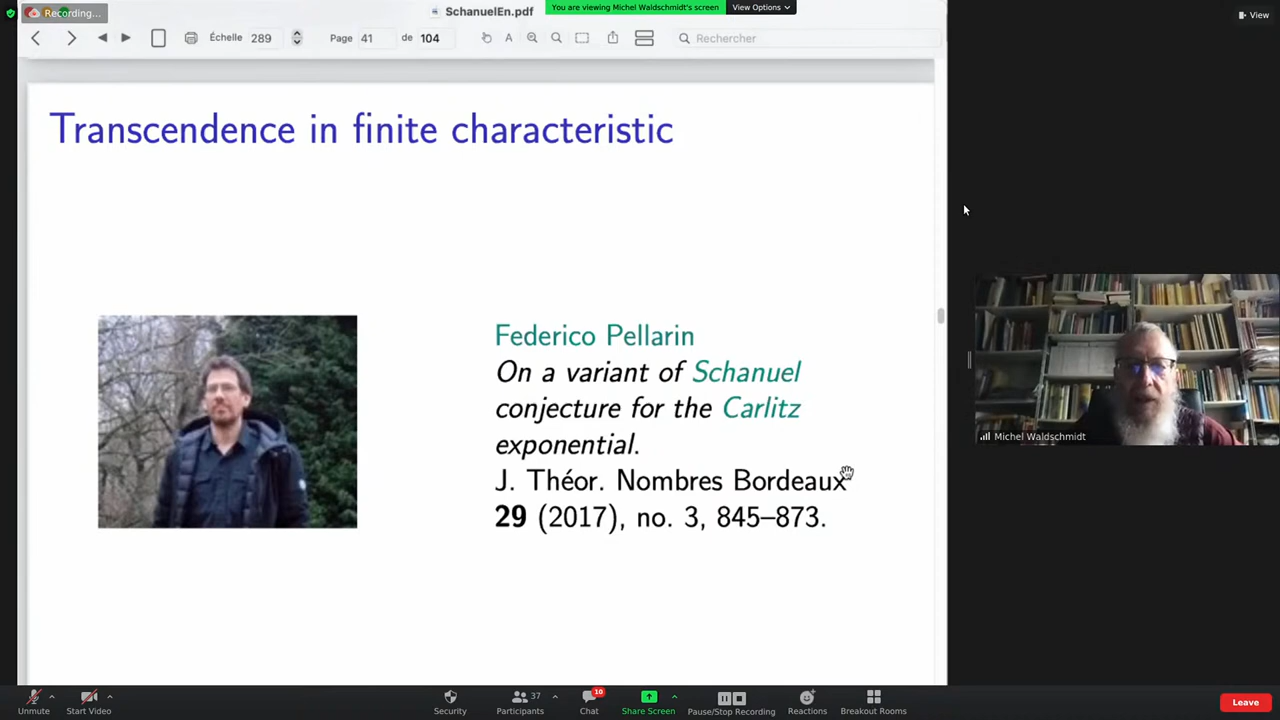 Recording...
SchanuelEn.pdf
You are viewing Michel Waldschmidt's screen
View Options
View
Échelle 289
Page 41 de 104
Rechercher
Transcendence in finite characteristic
Federico Pellarin
On a variant of Schanuel
conjecture for the Carlitz
exponential.
J. Théor. Nombres Bordeaux
29 (2017), no. 3, 845–873.
Michel Waldschmidt
Unmute
Start Video
Security
37
Participants
10
Chat
Share Screen
Pause/Stop Recording
Reactions
Breakout Rooms
Leave